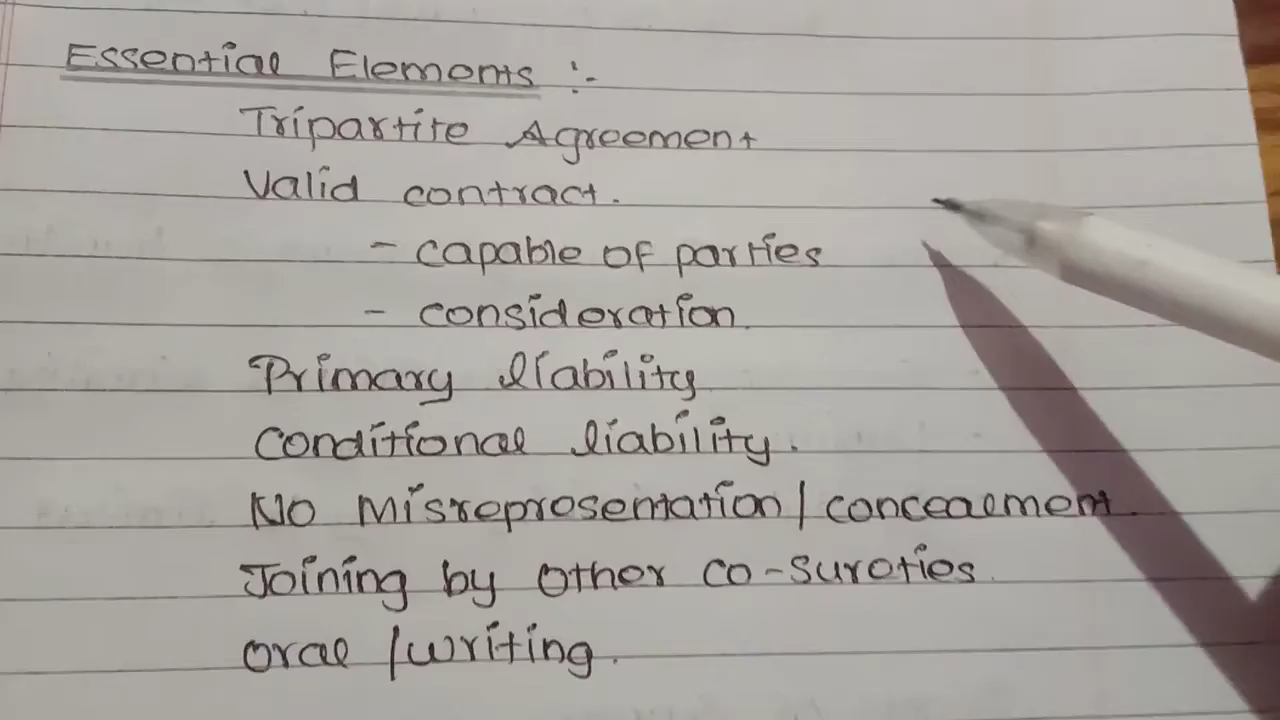 Essential Elements :-
Tripartite Agreement
Valid contract.
- capable of parties
- consideration.
Primary liability
Conditional liability.
No Misrepresentation/concealment.
Joining by other co-sureties.
oral /writing.